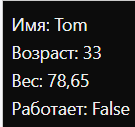 Имя: Tom
Возраст: 33
Вес: 78,65
Работает: False